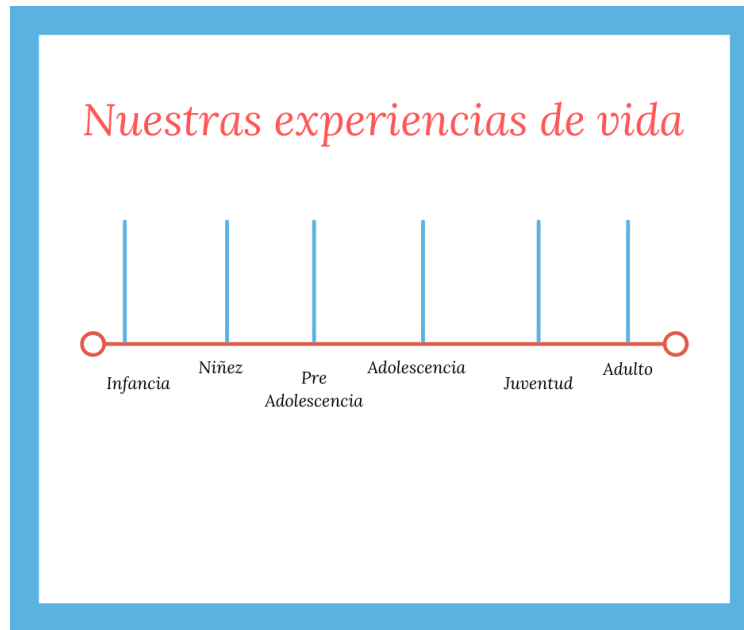 Nuestras experiencias de vida
Infancia
Niñez
Pre
Adolescencia
Adolescencia
Juventud
Adulto